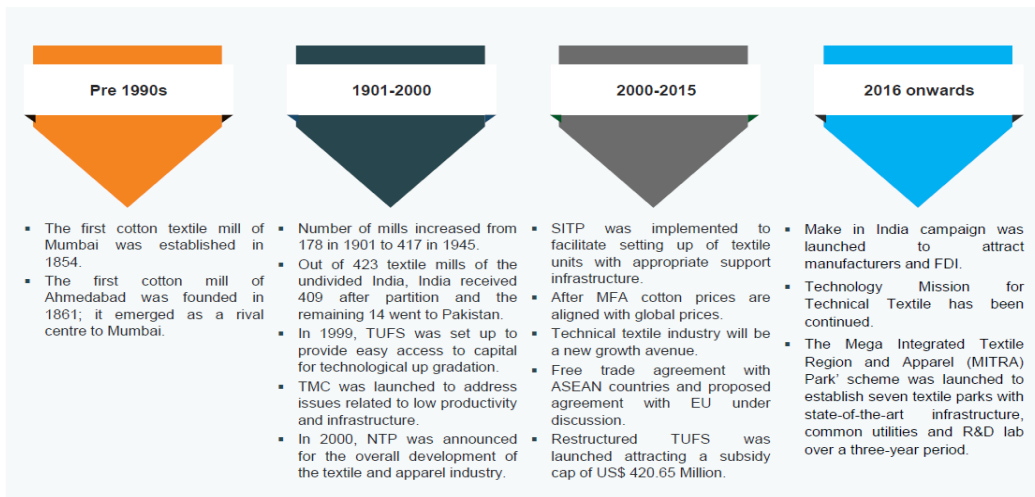 Pre 1990s
1901-2000
2000-2015
2016 onwards
▪ The first cotton textile mill of
Mumbai was established in
1854.
▪ The first cotton mill of
Ahmedabad was founded in
1861; it emerged as a rival
centre to Mumbai.
▪ Number of mills increased from
178 in 1901 to 417 in 1945.
▪ Out of 423 textile mills of the
undivided India, India received
409 after partition and the
remaining 14 went to Pakistan.
▪ In 1999, TUFS was set up to
provide easy access to capital
for technological up gradation.
▪ TMC was launched to address
issues related to low productivity
and infrastructure.
▪ In 2000, NTP was announced
for the overall development of
the textile and apparel industry.
▪ SITP was implemented to
facilitate setting up of textile
units with appropriate support
infrastructure.
▪ After MFA cotton prices are
aligned with global prices.
▪ Technical textile industry will be
a new growth avenue.
▪ Free trade agreement with
ASEAN countries and proposed
agreement with EU under
discussion.
▪ Restructured TUFS was
launched attracting a subsidy
cap of US$ 420.65 Million.
▪ Make in India campaign was
launched to attract
manufacturers and FDI.
▪ Technology Mission for
Technical Textile has been
continued.
▪ The Mega Integrated Textile
Region and Apparel (MITRA)
Park’ scheme was launched to
establish seven textile parks with
state-of-the-art infrastructure,
common utilities and R&D lab
over a three-year period.